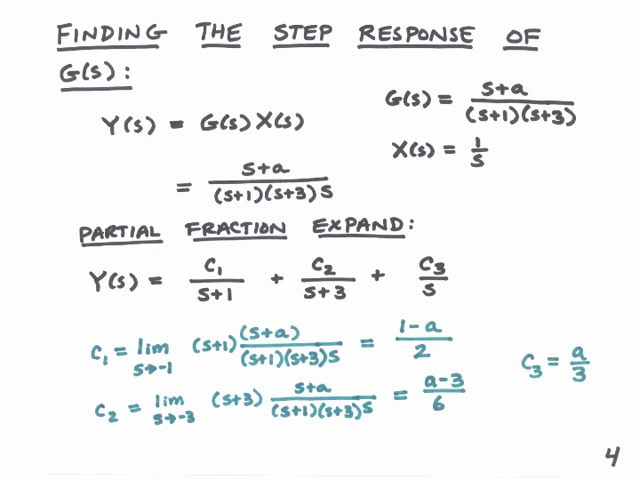 FINDING THE STEP RESPONSE OF
G(s):
G(s) = (s+a)/((s+1)(s+3))
Y(s) = G(s)X(s)
X(s) = 1/s
= (s+a)/((s+1)(s+3)s)
PARTIAL FRACTION EXPAND:
Y(s) = C₁/(s+1) + C₂/(s+3) + C₃/s
C₁ = lim s→-1 (s+1) (s+a)/((s+1)(s+3)s) = (1-a)/2
C₃ = a/3
C₂ = lim s→-3 (s+3) (s+a)/((s+1)(s+3)s) = (a-3)/6
4